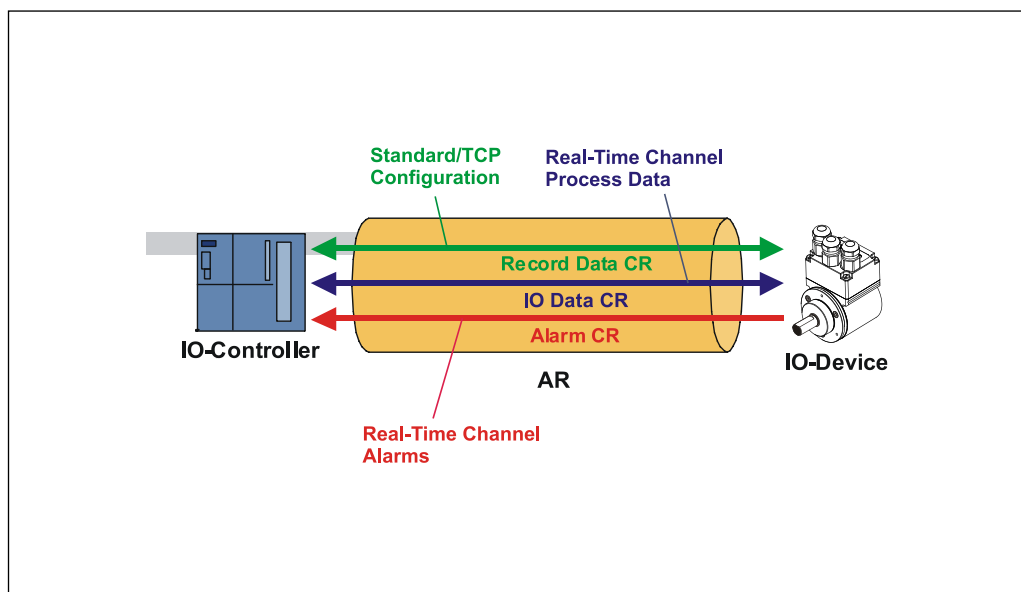 Standard/TCP
Configuration
Real-Time Channel
Process Data
Record Data CR
IO Data CR
Alarm CR
IO-Controller
IO-Device
AR
Real-Time Channel
Alarms